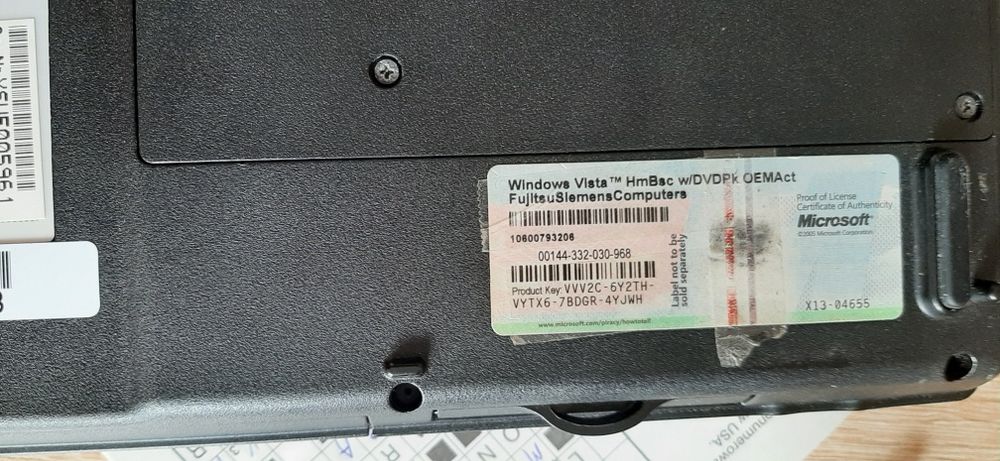 Windows Vista™ HmBsc w/DVDPk OEMAct
FujitsuSiemensComputers
10600793206
00144-332-030-968
Product Key: VVV2C-6Y2TH-
VYTX6-7BDGR-4YJWH
www.microsoft.com/piracy/howtotell
Label not to be
sold separately
Proof of License
Certificate of Authenticity
Microsoft®
©2005 Microsoft Corporation
X13-04655
USA.